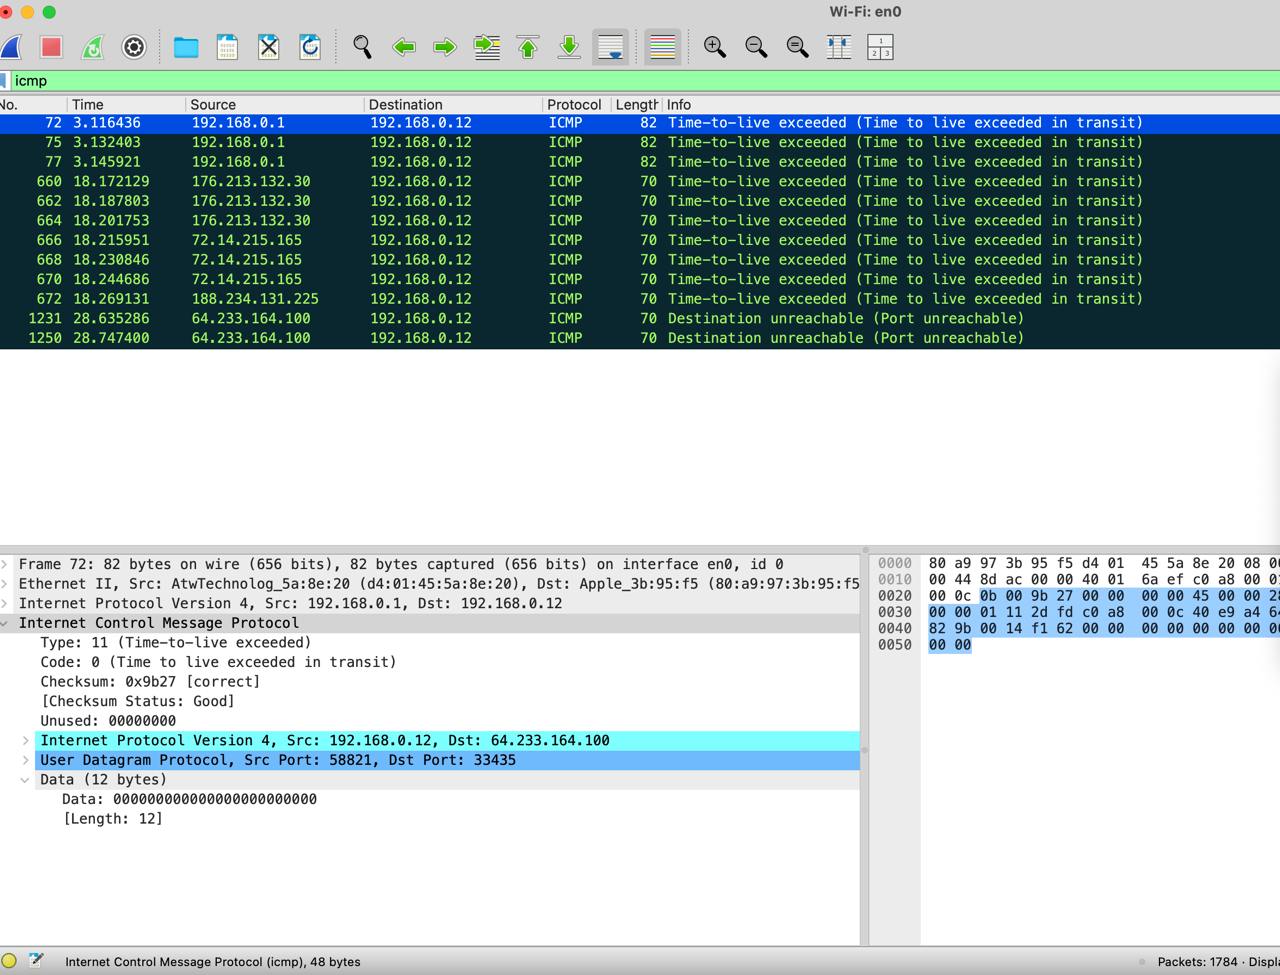 Wi-Fi: en0
1
2 3
icmp
No. Time Source Destination Protocol Length Info
72 3.116436 192.168.0.1 192.168.0.12 ICMP 82 Time-to-live exceeded (Time to live exceeded in transit)
75 3.132403 192.168.0.1 192.168.0.12 ICMP 82 Time-to-live exceeded (Time to live exceeded in transit)
77 3.145921 192.168.0.1 192.168.0.12 ICMP 82 Time-to-live exceeded (Time to live exceeded in transit)
660 18.172129 176.213.132.30 192.168.0.12 ICMP 70 Time-to-live exceeded (Time to live exceeded in transit)
662 18.187803 176.213.132.30 192.168.0.12 ICMP 70 Time-to-live exceeded (Time to live exceeded in transit)
664 18.201753 176.213.132.30 192.168.0.12 ICMP 70 Time-to-live exceeded (Time to live exceeded in transit)
666 18.215951 72.14.215.165 192.168.0.12 ICMP 70 Time-to-live exceeded (Time to live exceeded in transit)
668 18.230846 72.14.215.165 192.168.0.12 ICMP 70 Time-to-live exceeded (Time to live exceeded in transit)
670 18.244686 72.14.215.165 192.168.0.12 ICMP 70 Time-to-live exceeded (Time to live exceeded in transit)
672 18.269131 188.234.131.225 192.168.0.12 ICMP 70 Time-to-live exceeded (Time to live exceeded in transit)
1231 28.635286 64.233.164.100 192.168.0.12 ICMP 70 Destination unreachable (Port unreachable)
1250 28.747400 64.233.164.100 192.168.0.12 ICMP 70 Destination unreachable (Port unreachable)
Frame 72: 82 bytes on wire (656 bits), 82 bytes captured (656 bits) on interface en0, id 0
Ethernet II, Src: AtwTechnolog_5a:8e:20 (d4:01:45:5a:8e:20), Dst: Apple_3b:95:f5 (80:a9:97:3b:95:f5
Internet Protocol Version 4, Src: 192.168.0.1, Dst: 192.168.0.12
Internet Control Message Protocol
Type: 11 (Time-to-live exceeded)
Code: 0 (Time to live exceeded in transit)
Checksum: 0x9b27 [correct]
[Checksum Status: Good]
Unused: 00000000
Internet Protocol Version 4, Src: 192.168.0.12, Dst: 64.233.164.100
User Datagram Protocol, Src Port: 58821, Dst Port: 33435
Data (12 bytes)
Data: 000000000000000000000000
[Length: 12]
0000 80 a9 97 3b 95 f5 d4 01 45 5a 8e 20 08 00
0010 00 44 8d ac 00 00 40 01 6a ef c0 a8 00 01
0020 00 0c 0b 00 9b 27 00 00 00 00 45 00 00 28
0030 00 00 01 11 2d fd c0 a8 00 0c 40 e9 a4 64
0040 82 9b 00 14 f1 62 00 00 00 00 00 00 00 00
0050 00 00
Internet Control Message Protocol (icmp), 48 bytes
Packets: 1784 · Displa